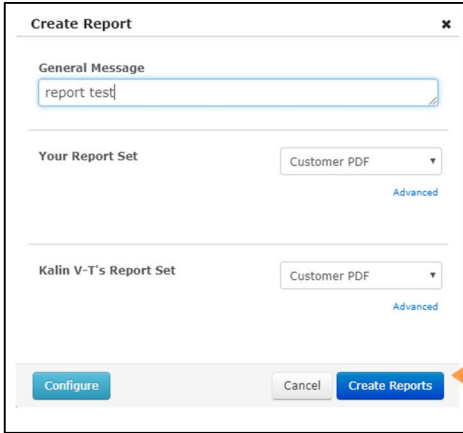 Create Report
General Message
report test
Your Report Set
Customer PDF
Advanced
Kalin V-T's Report Set
Customer PDF
Advanced
Configure
Cancel
Create Reports